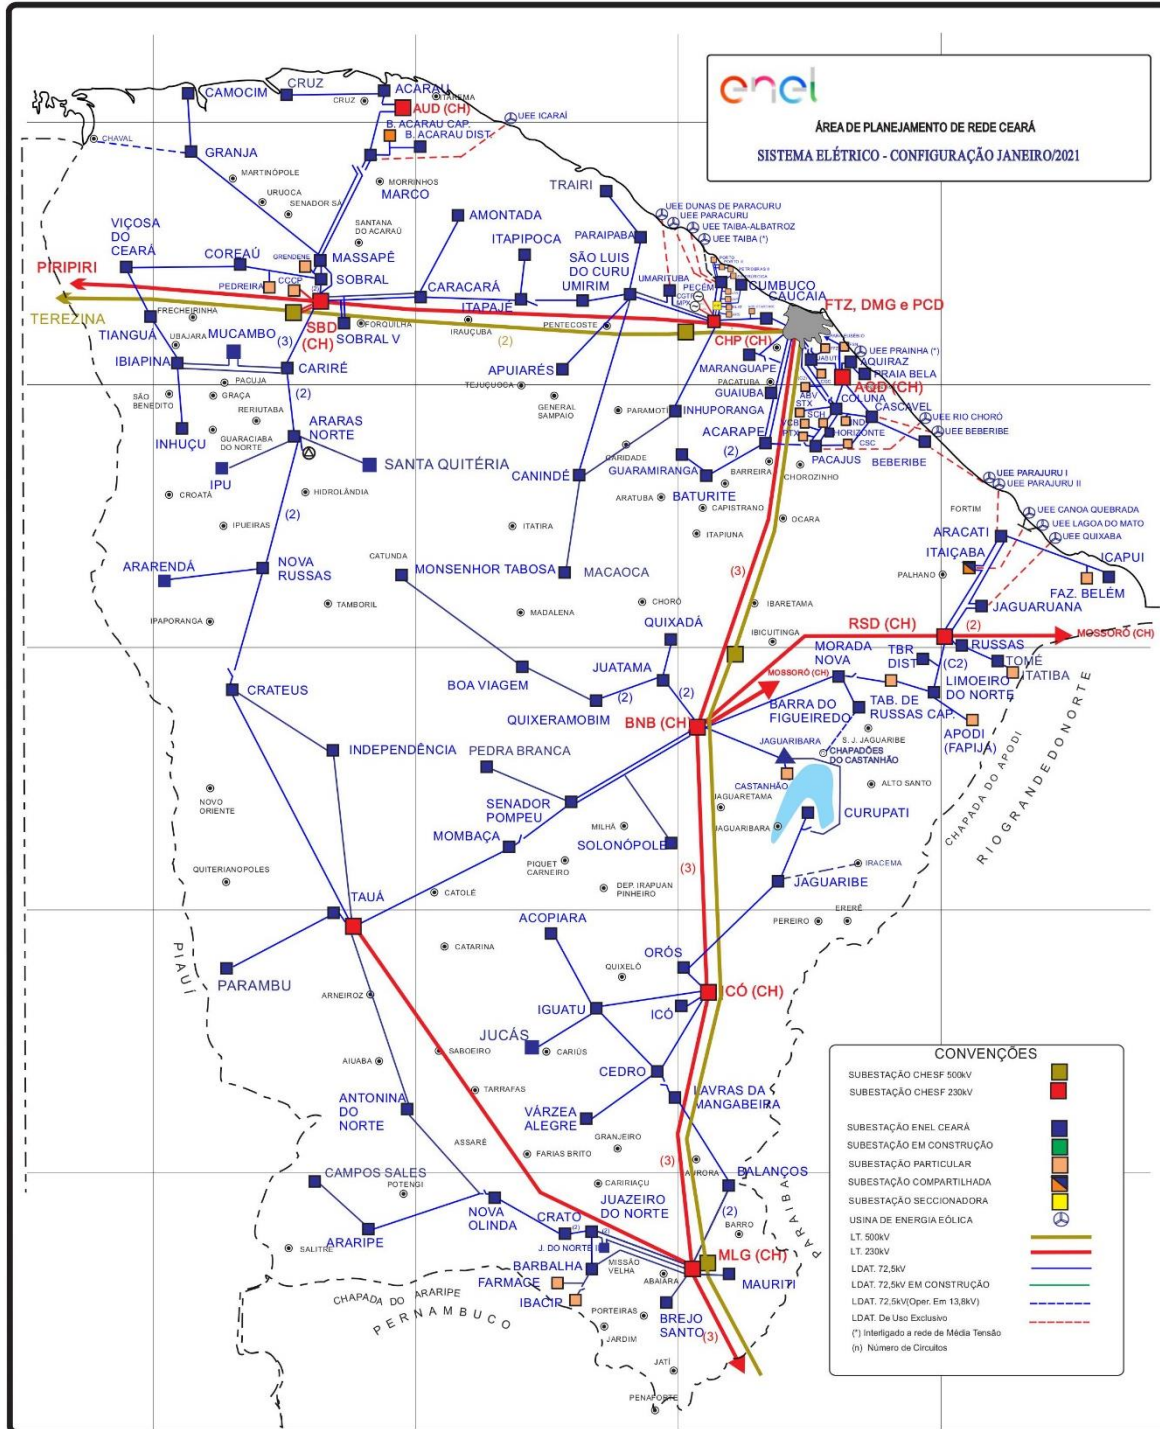 enel
ÁREA DE PLANEJAMENTO DE REDE CEARÁ
SISTEMA ELÉTRICO - CONFIGURAÇÃO JANEIRO/2021
CAMOCIM
CRUZ
ACARAU
CRUZ
ITAREMA
AUD (CH)
UEE ICARAÍ
B. ACARAU CAP.
B. ACARAU DIST.
CHAVAL
GRANJA
MARTINÓPOLE
URUOCA
SENADOR SÁ
MORRINHOS
MARCO
SANTANA
DO ACARAÚ
TRAIRI
UEE DUNAS DE PARACURU
UEE PARACURU
UEE TAIBA-ALBATROZ
UEE TAIBA (*)
VIÇOSA
DO
CEARÁ
COREAÚ
GRENDENE
MASSAPÊ
AMONTADA
ITAPIPOCA
PARAIPABA
SÃO LUIS
DO CURU
PIRIPIRI
PEDREIRA
CCCP
SOBRAL
CARACARÁ
ITAPAJÉ
UMIRIM
UMARITUBA
PECÉM
CUMBUCO
CAUCAIA
FTZ, DMG e PCD
TEREZINA
FRECHEIRINHA
TIANGUÁ
UBAJARA
MUCAMBO
(3)
SBD
(CH)
SOBRAL V
FORQUILHA
IRAUÇUBA
(2)
PENTECOSTE
CHP (CH)
MARANGUAPE
UEE PRAINHA (*)
AQUIRAZ
PRAIA BELA
IBIAPINA
CARIRÉ
APUIARÉS
PACATUBA
GUAIUBA
AQD (CH)
SÃO
BENEDITO
PACUJA
GRAÇA
(2)
TEJUÇUOCA
GENERAL
SAMPAIO
PARAMOTÍ
INHUPORANGA
ABV
STX
SCH
COLUNA
CASCAVEL
UEE RIO CHORÓ
INHUÇU
RERIUTABA
GUARACIABA
DO NORTE
ARARAS
NORTE
ACARAPE
HORIZONTE
CSC
UEE BEBERIBE
CARIDADE
GUARAMIRANGA
(2)
PACAJUS
BEBERIBE
IPU
SANTA QUITÉRIA
CANINDÉ
BATURITE
BARREIRA
CHOROZINHO
UEE PARAJURU I
UEE PARAJURU II
CROATÁ
HIDROLÂNDIA
ARATUBA
CAPISTRANO
FORTIM
UEE CANOA QUEBRADA
IPUEIRAS
(2)
ITATIRA
ITAPIUNA
OCARA
ARACATI
UEE LAGOA DO MATO
UEE QUIXABA
CATUNDA
ITAIÇABA
ICAPUI
ARARENDÁ
NOVA
RUSSAS
MONSENHOR TABOSA
MACAOCA
(3)
PALHANO
FAZ. BELÉM
TAMBORIL
MADALENA
CHORÓ
IBARETAMA
JAGUARUANA
IPAPORANGA
QUIXADÁ
IBICUITINGA
RSD (CH)
(2)
MOSSORÓ (CH)
CRATEUS
BOA VIAGEM
JUATAMA
MORADA
NOVA
TBR
DIST
RUSSAS
(C2)
TOMÉ
ITATIBA
(2)
(2)
MOSSORÓ (CH)
LIMOEIRO
DO NORTE
QUIXERAMOBIM
BNB (CH)
BARRA DO
FIGUEIREDO
TAB. DE
RUSSAS CAP.
APODI
(FAPIJA)
INDEPENDÊNCIA
PEDRA BRANCA
JAGUARIBARA
S. J. JAGUARIBE
CHAPADÕES
DO CASTANHÃO
CHAPADA DO APODI
RIO GRANDE DO NORTE
NOVO
ORIENTE
SENADOR
POMPEU
CASTANHÃO
ALTO SANTO
JAGUARETAMA
MOMBAÇA
MILHÃ
SOLONÓPOLE
JAGUARIBARA
CURUPATI
QUITERIANOPOLES
PIQUET
CARNEIRO
(3)
IRACEMA
TAUÁ
CATOLÉ
DEP. IRAPUAN
PINHEIRO
JAGUARIBE
ERERÊ
PEREIRO
PIAUÍ
ACOPIARA
CATARINA
ORÓS
PARAMBU
QUIXELÔ
ARNEIROZ
IGUATU
ICÓ
CÓ (CH)
JUCÁS
CARIÚS
SABOEIRO
AIUABA
CEDRO
TARRAFAS
LAVRAS DA
MANGABEIRA
ANTONINA
DO
NORTE
VÁRZEA
ALEGRE
ASSARÉ
GRANJEIRO
FARIAS BRITO
(3)
AURORA
CAMPOS SALES
POTENGI
CARIRIAÇU
BALANÇOS
PARAIBA
NOVA
OLINDA
JUAZEIRO
DO NORTE
(2)
CRATO
(2)
(2)
BARRO
ARARIPE
SALITRE
J. DO NORTE II
MLG (CH)
BARBALHA
MISSÃO
VELHA
ABAIARA
MAURITI
FARMACE
IBACIP
CHAPADA DO ARARIPE
PERNAMBUCO
PORTEIRAS
BREJO
SANTO
JARDIM
(3)
JATÍ
PENAFORTE
CONVENÇÕES
SUBESTAÇÃO CHESF 500kV
SUBESTAÇÃO CHESF 230kV
SUBESTAÇÃO ENEL CEARÁ
SUBESTAÇÃO EM CONSTRUÇÃO
SUBESTAÇÃO PARTICULAR
SUBESTAÇÃO COMPARTILHADA
SUBESTAÇÃO SECCIONADORA
USINA DE ENERGIA EÓLICA
LT. 500kV
LT. 230kV
LDAT. 72,5kV
LDAT. 72,5kV EM CONSTRUÇÃO
LDAT. 72,5kV(Oper. Em 13,8kV)
LDAT. De Uso Exclusivo
(*) Interligado a rede de Média Tensão
(n) Número de Circuitos